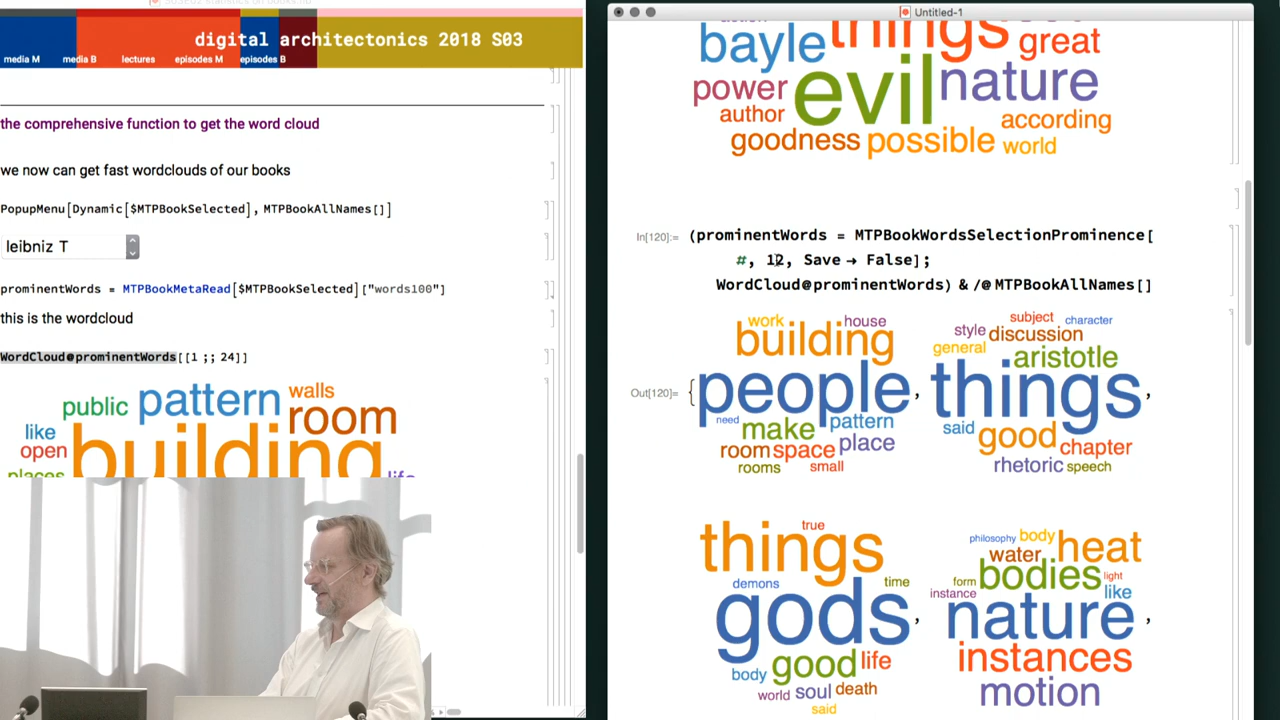 digital architectonics 2018 S03
media M
media B
lectures
episodes M
episodes B
the comprehensive function to get the word cloud
we now can get fast wordclouds of our books
PopupMenu[Dynamic[$MTPBookSelected], MTPBookAllNames[]]
leibniz T
prominentWords = MTPBookMetaRead[$MTPBookSelected]["words100"]
this is the wordcloud
WordCloud@prominentWords[[1 ;; 24]]
walls
pattern
public
room
like
open
building
places
life
Untitled-1
things
bayle
great
power
evil
nature
author
according
goodness
possible
world
In[120]:= (prominentWords = MTPBookWordsSelectionProminence[
#, 12, Save → False];
WordCloud@prominentWords) & /@ MTPBookAllNames[]
Out[120]= {
work
house
building
people
,
need
pattern
make
place
room
space
rooms
small
subject
character
style
discussion
general
aristotle
things
,
said
good
chapter
rhetoric
speech
true
things
demons
time
gods
,
body
good
life
world
soul
death
said
philosophy
body
water
heat
form
bodies
light
instance
like
nature
,
instances
motion